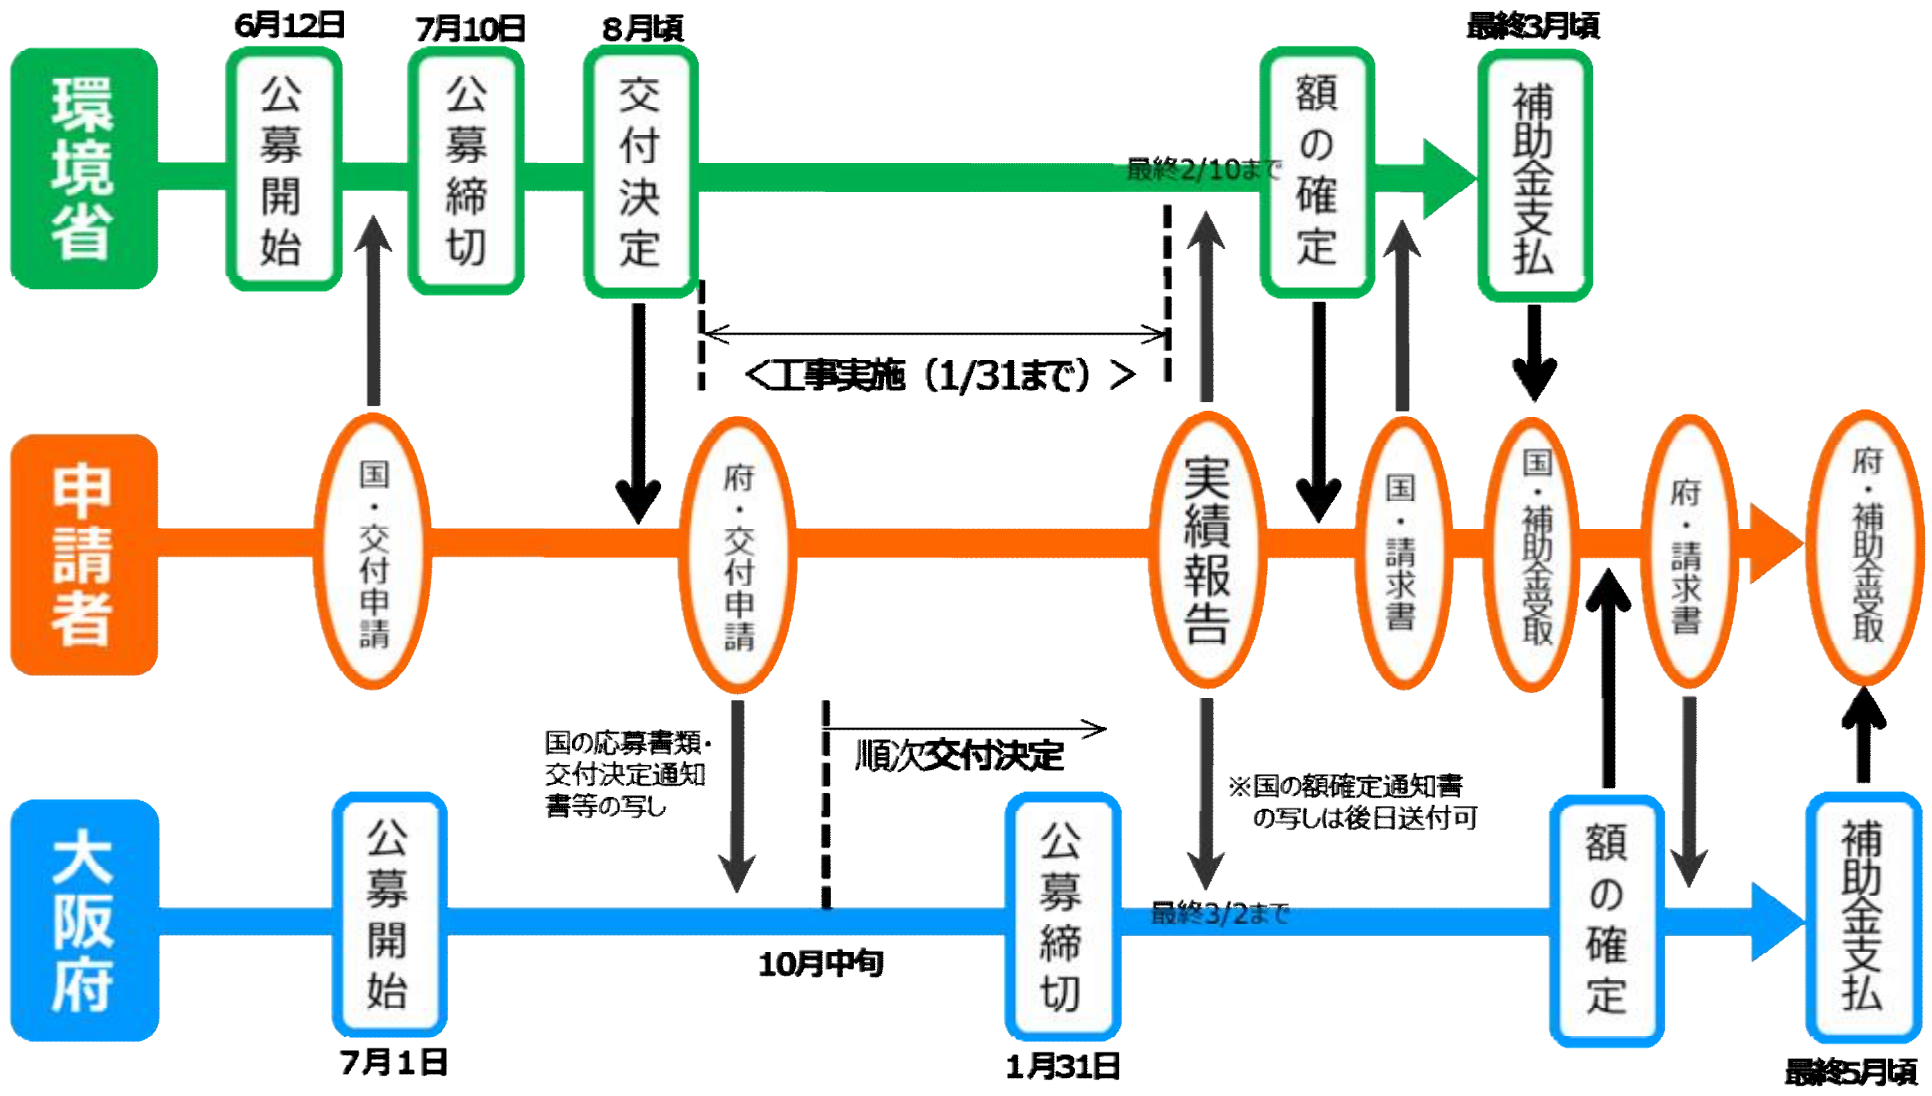 6月12日
7月10日
8月頃
最終3月頃
環境省
公募開始
公募締切
交付決定
最終2/10まで
額の確定
補助金支払
＜工事実施（1/31まで）＞
申請者
国・交付申請
府・交付申請
実績報告
国・請求書
国・補助金受取
府・請求書
府・補助金受取
国の応募書類・
交付決定通知
書等の写し
順次交付決定
※国の額確定通知書
の写しは後日送付可
大阪府
公募開始
公募締切
最終3/2まで
額の確定
補助金支払
7月1日
10月中旬
1月31日
最終5月頃